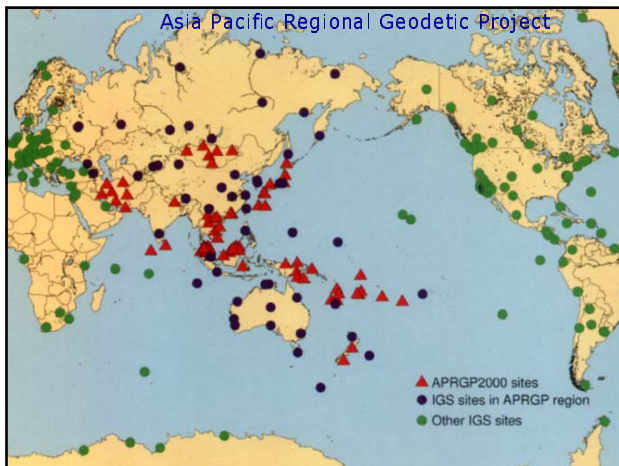 Asia Pacific Regional Geodetic Project
APRGP2000 sites
IGS sites in APRGP region
Other IGS sites